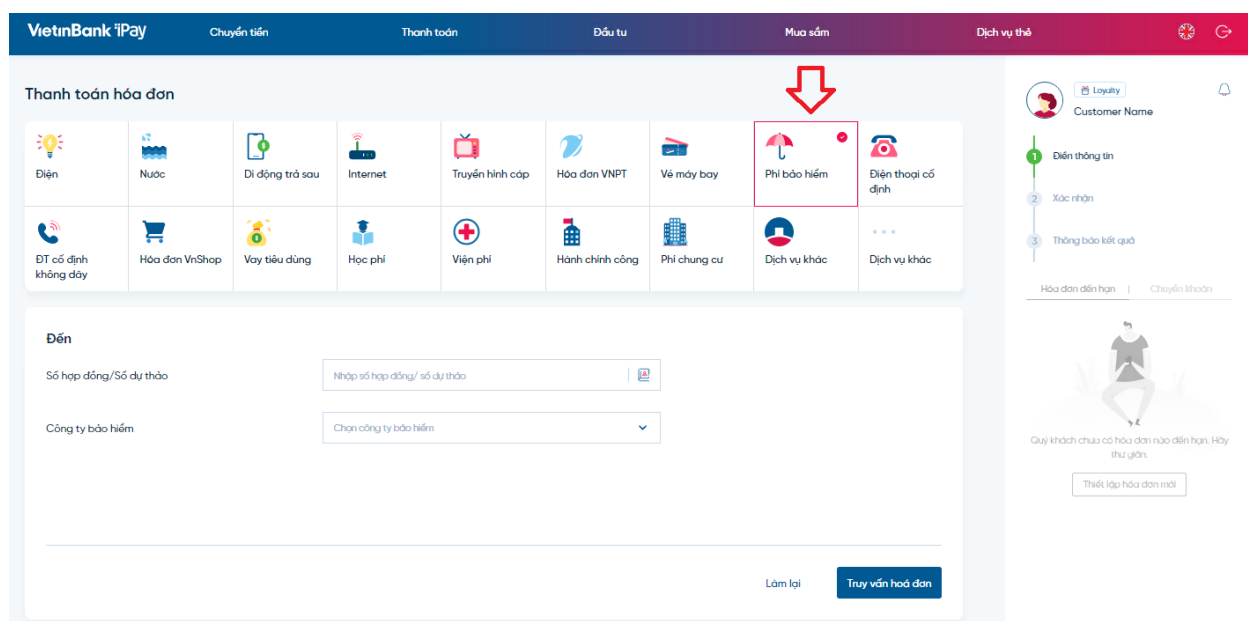 VietinBank iPay
Chuyển tiền
Thanh toán
Đầu tư
Mua sắm
Dịch vụ thẻ
Thanh toán hóa đơn
Loyalty
Customer Name
Điện
Nước
Di động trả sau
Internet
Truyền hình cáp
Hóa đơn VNPT
Vé máy bay
Phí bảo hiểm
Điện thoại cố
định
ĐT cố định
không dây
Hóa đơn VnShop
Vay tiêu dùng
Học phí
Viện phí
Hành chính công
Phí chung cư
Dịch vụ khác
Dịch vụ khác
1 Điền thông tin
2 Xác nhận
3 Thông báo kết quả
Hóa đơn đến hạn | Chuyển khoản
Đến
Số hợp đồng/Số dự thảo
Nhập số hợp đồng/ số dự thảo
Công ty bảo hiểm
Chọn công ty bảo hiểm
Quý khách chưa có hóa đơn nào đến hạn. Hãy
thư giãn.
Thiết lập hóa đơn mới
Làm lại
Truy vấn hoá đơn